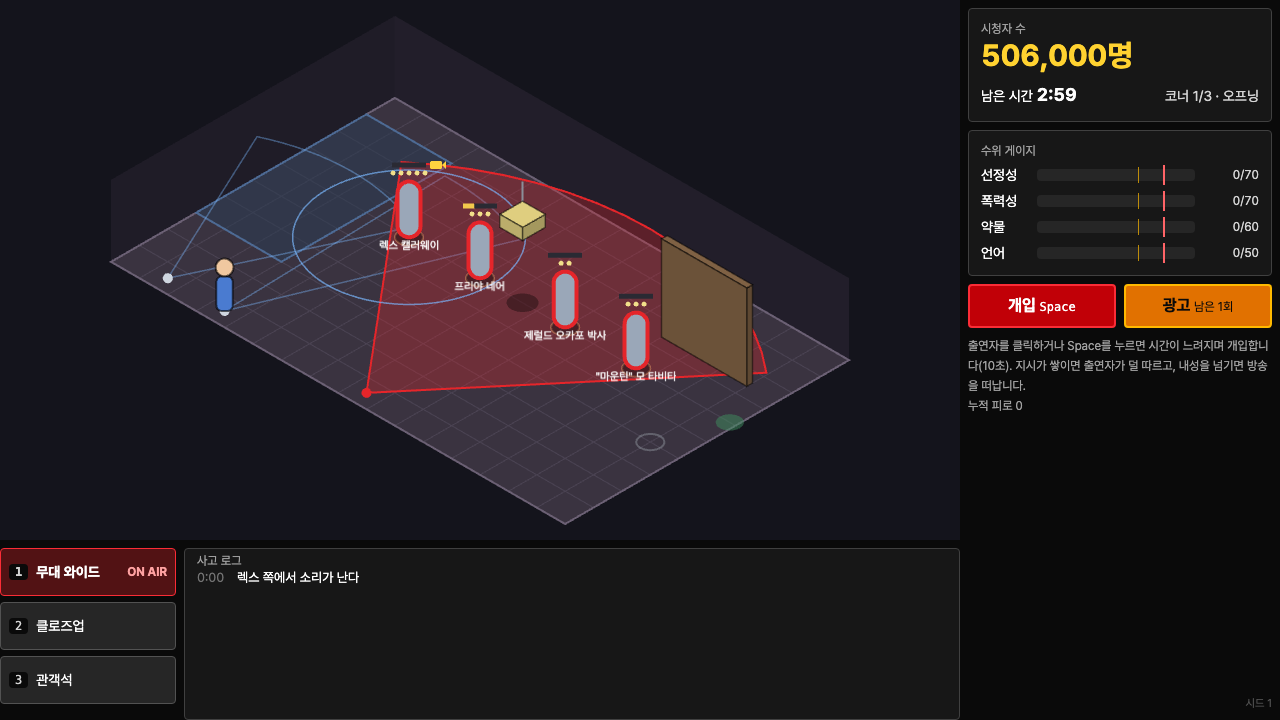 렉스 캘러웨이
프리야 네어
제럴드 오카포 박사
"마운틴" 모 타비타
시청자 수
506,000명
남은 시간 2:59
코너 1/3 · 오프닝
수위 게이지
선정성 0/70
폭력성 0/70
약물 0/60
언어 0/50
개입 Space
광고 남은 1회
출연자를 클릭하거나 Space를 누르면 시간이 느려지며 개입합니
다(10초). 지시가 쌓이면 출연자가 덜 따르고, 내성을 넘기면 방송
을 떠납니다.
누적 피로 0
1 무대 와이드 ON AIR
2 클로즈업
3 관객석
사고 로그
0:00 렉스 쪽에서 소리가 난다
시드 1